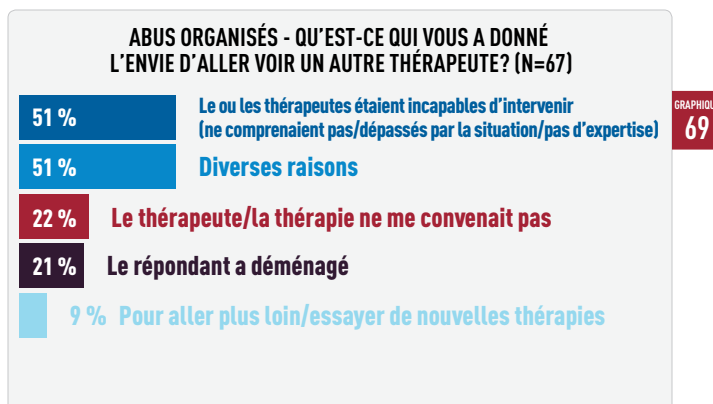 ABUS ORGANISÉS - QU'EST-CE QUI VOUS A DONNÉ
L'ENVIE D'ALLER VOIR UN AUTRE THÉRAPEUTE? (N=67)
51 %
Le ou les thérapeutes étaient incapables d'intervenir
(ne comprenaient pas/dépassés par la situation/pas d'expertise)
GRAPHIQU
69
51 %
Diverses raisons
22 %
Le thérapeute/la thérapie ne me convenait pas
21 %
Le répondant a déménagé
9 %
Pour aller plus loin/essayer de nouvelles thérapies